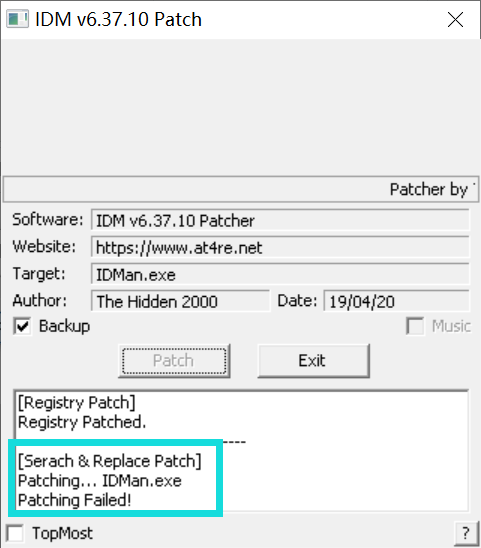 IDM v6.37.10 Patch
Patcher by
Software: IDM v6.37.10 Patcher
Website: https://www.at4re.net
Target: IDMan.exe
Author: The Hidden 2000 Date: 19/04/20
Backup Music
Patch Exit
[Registry Patch]
Registry Patched.
----
[Serach & Replace Patch]
Patching... IDMan.exe
Patching Failed!
TopMost ?